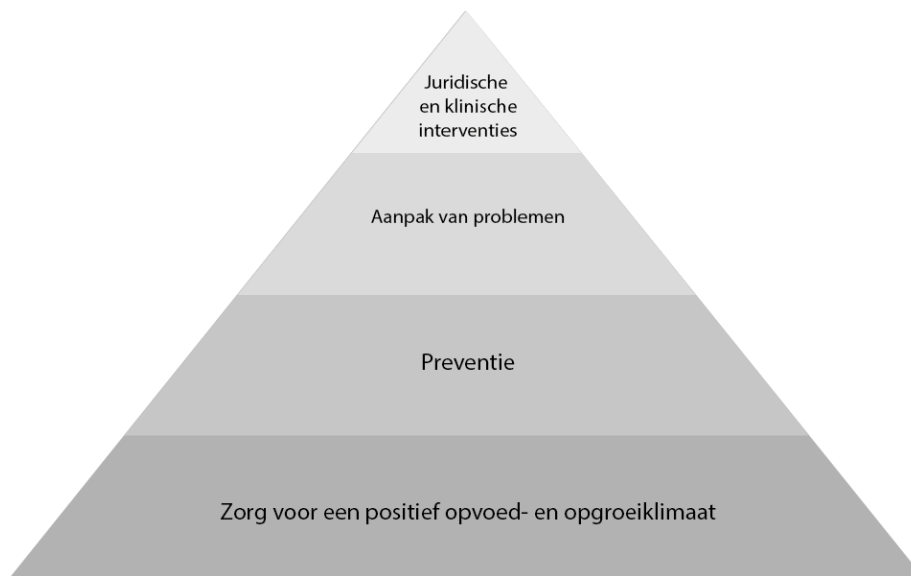 Juridische
en klinische
interventies
Aanpak van problemen
Preventie
Zorg voor een positief opvoed- en opgroeiklimaat